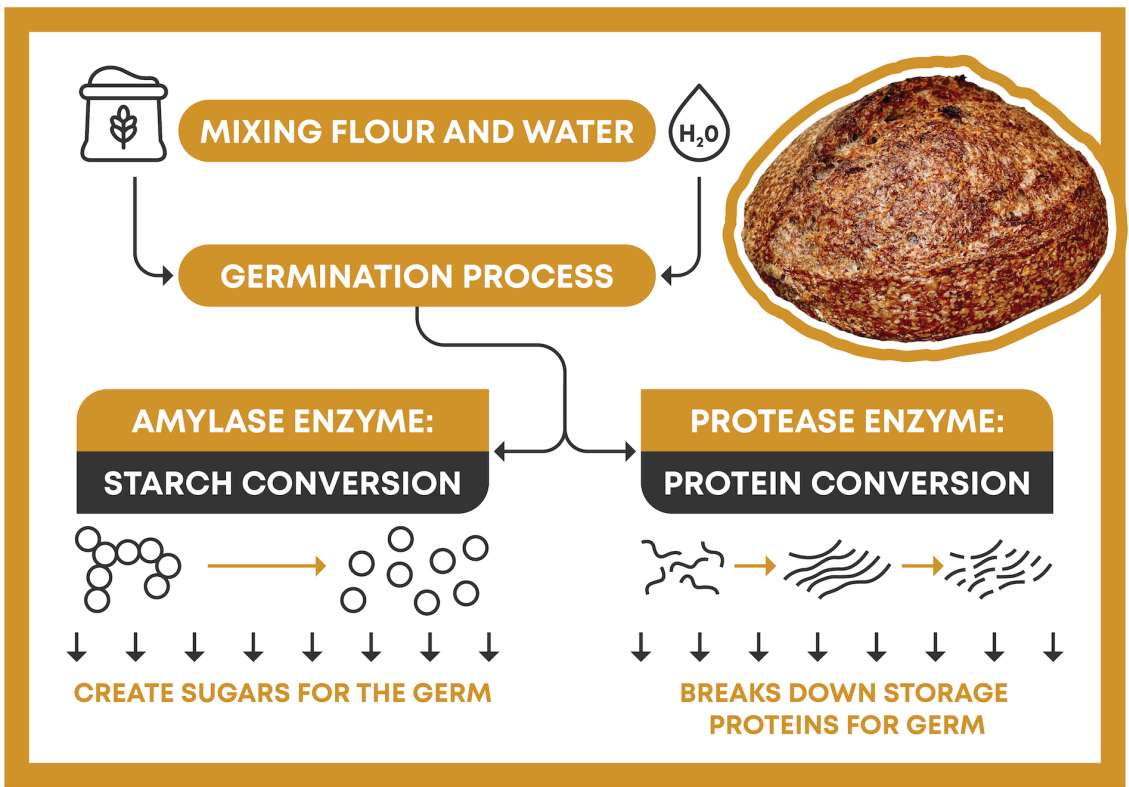 MIXING FLOUR AND WATER
H₂0
GERMINATION PROCESS
AMYLASE ENZYME:
STARCH CONVERSION
PROTEASE ENZYME:
PROTEIN CONVERSION
CREATE SUGARS FOR THE GERM
BREAKS DOWN STORAGE
PROTEINS FOR GERM